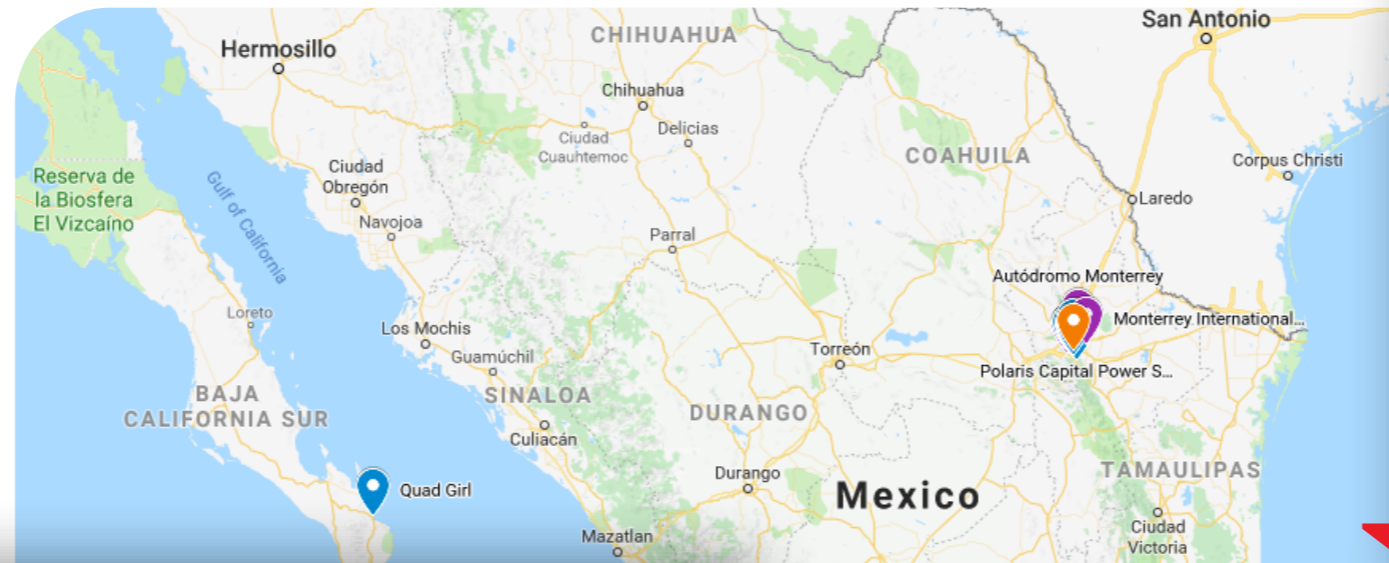 San Antonio
CHIHUAHUA
Hermosillo
Chihuahua
Delicias
Ciudad
Cuauhtemoc
COAHUILA
Corpus Christi
Ciudad
Obregón
Reserva de
la Biosfera
El Vizcaíno
Gulf of California
Laredo
Navojoa
Parral
Autódromo Monterrey
Loreto
Monterrey International...
Los Mochis
Guamúchil
Torreón
Polaris Capital Power S...
BAJA
CALIFORNIA SUR
SINALOA
DURANGO
Culiacán
TAMAULIPAS
Durango
Quad Girl
Mexico
Ciudad
Victoria
Mazatlan